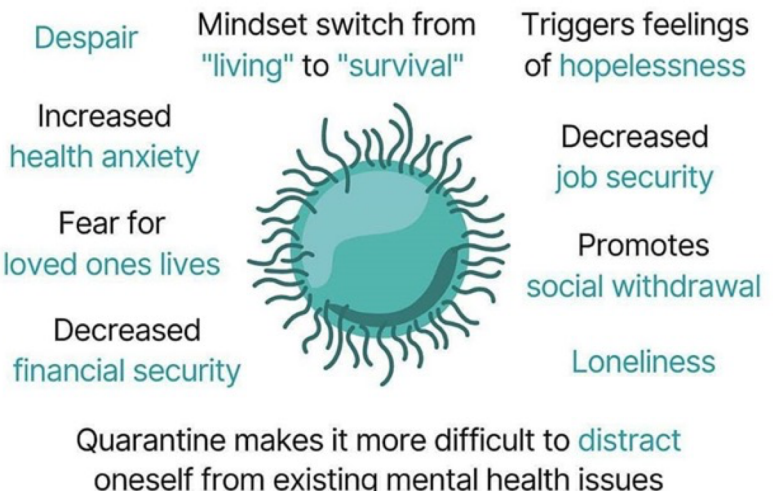 Despair
Mindset switch from
"living" to "survival"
Triggers feelings
of hopelessness
Increased
health anxiety
Decreased
job security
Fear for
loved ones lives
Promotes
social withdrawal
Decreased
financial security
Loneliness
Quarantine makes it more difficult to distract
oneself from existing mental health issues